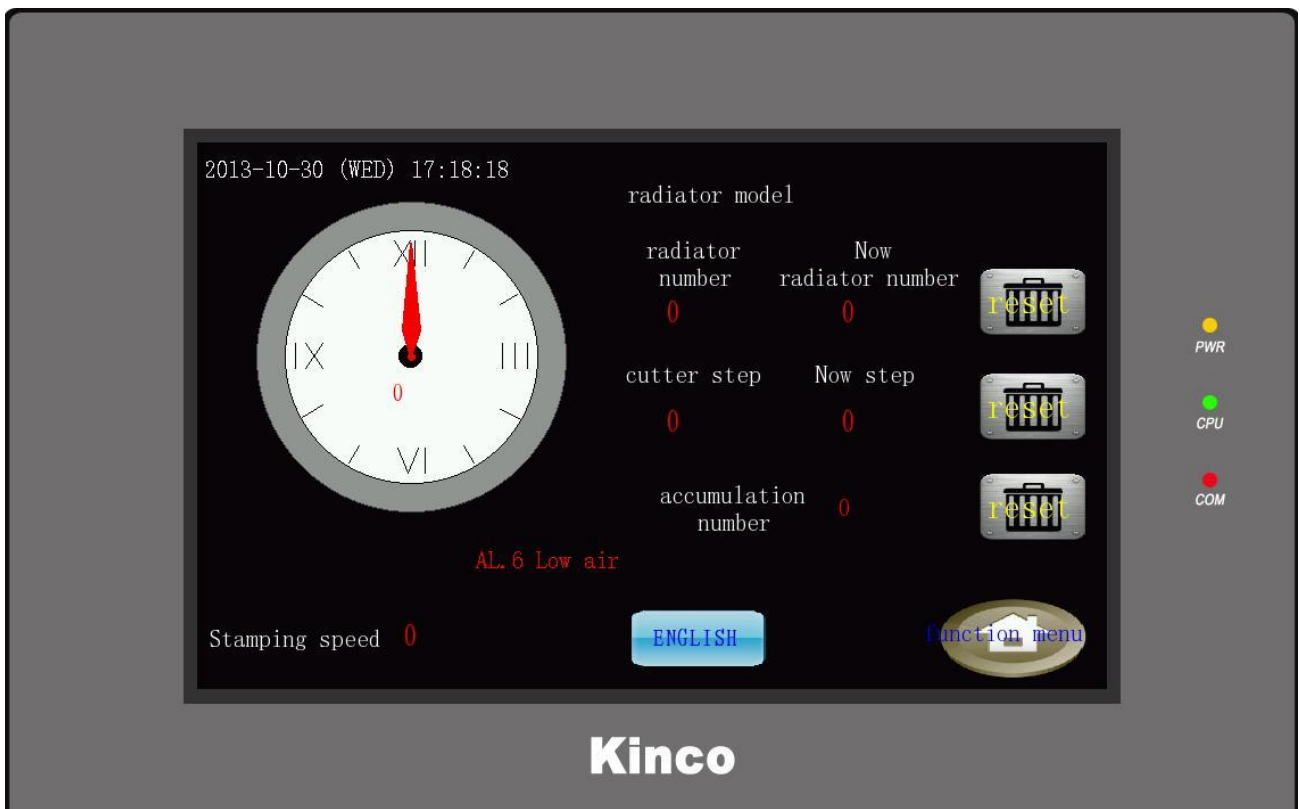 2013-10-30 (WED) 17:18:18
radiator model
XII
III
VI
IX
0
radiator
number
0
Now
radiator number
0
reset
cutter step
0
Now step
0
reset
accumulation
number
0
reset
AL.6 Low air
Stamping speed 0
ENGLISH
function menu
PWR
CPU
COM
Kinco